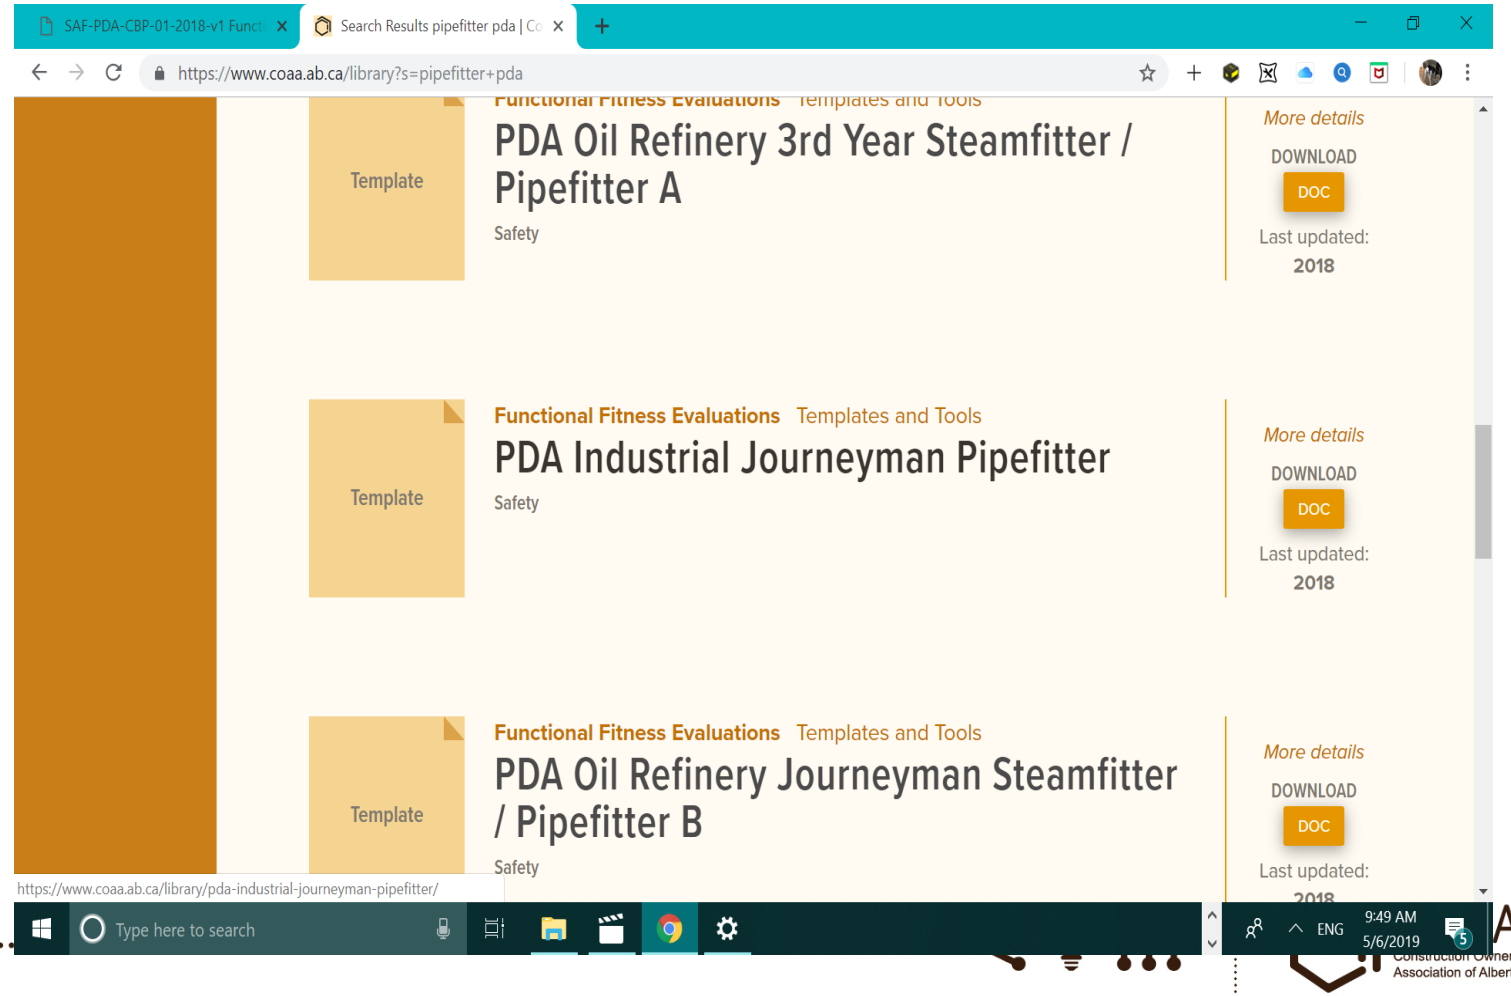 SAF-PDA-CBP-01-2018-v1 Functi
Search Results pipefitter pda | Co
https://www.coaa.ab.ca/library?s=pipefitter+pda
Functional Fitness Evaluations Templates and Tools
PDA Oil Refinery 3rd Year Steamfitter /
Pipefitter A
Safety
Template
More details
DOWNLOAD
DOC
Last updated:
2018
Functional Fitness Evaluations Templates and Tools
PDA Industrial Journeyman Pipefitter
Safety
Template
More details
DOWNLOAD
DOC
Last updated:
2018
Functional Fitness Evaluations Templates and Tools
PDA Oil Refinery Journeyman Steamfitter
/ Pipefitter B
Safety
Template
More details
DOWNLOAD
DOC
Last updated:
2018
https://www.coaa.ab.ca/library/pda-industrial-journeyman-pipefitter/
Type here to search
ENG
9:49 AM
5/6/2019
5
A
Construction Owner
Association of Albert